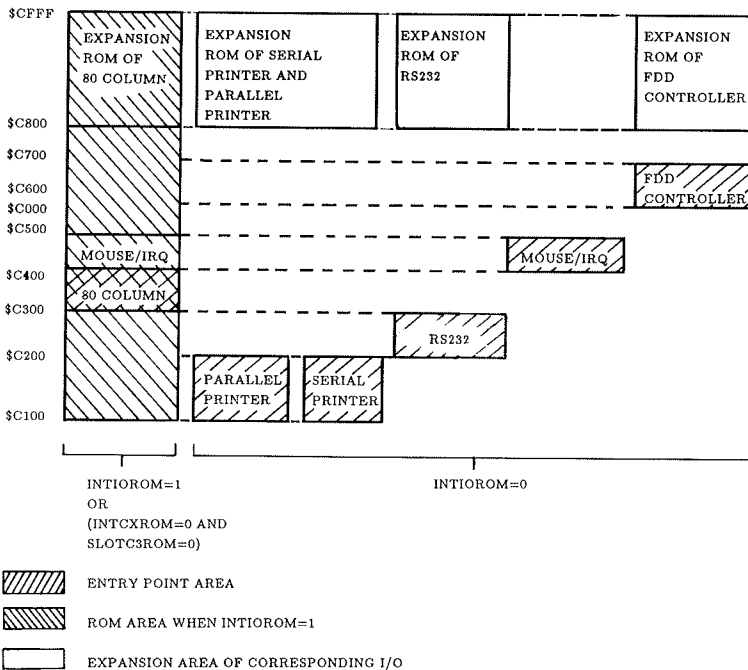 $CFFF
EXPANSION
ROM OF
80 COLUMN
EXPANSION
ROM OF SERIAL
PRINTER AND
PARALLEL
PRINTER
EXPANSION
ROM OF
RS232
EXPANSION
ROM OF
FDD
CONTROLLER
$C800
$C700
$C600
$C000
$C500
FDD
CONTROLLER
MOUSE/IRQ
MOUSE/IRQ
$C400
80 COLUMN
$C300
RS232
$C200
PARALLEL
PRINTER
SERIAL
PRINTER
$C100
INTIOROM=1
OR
(INTCXROM=0 AND
SLOTC3ROM=0)
INTIOROM=0
ENTRY POINT AREA
ROM AREA WHEN INTIOROM=1
EXPANSION AREA OF CORRESPONDING I/O